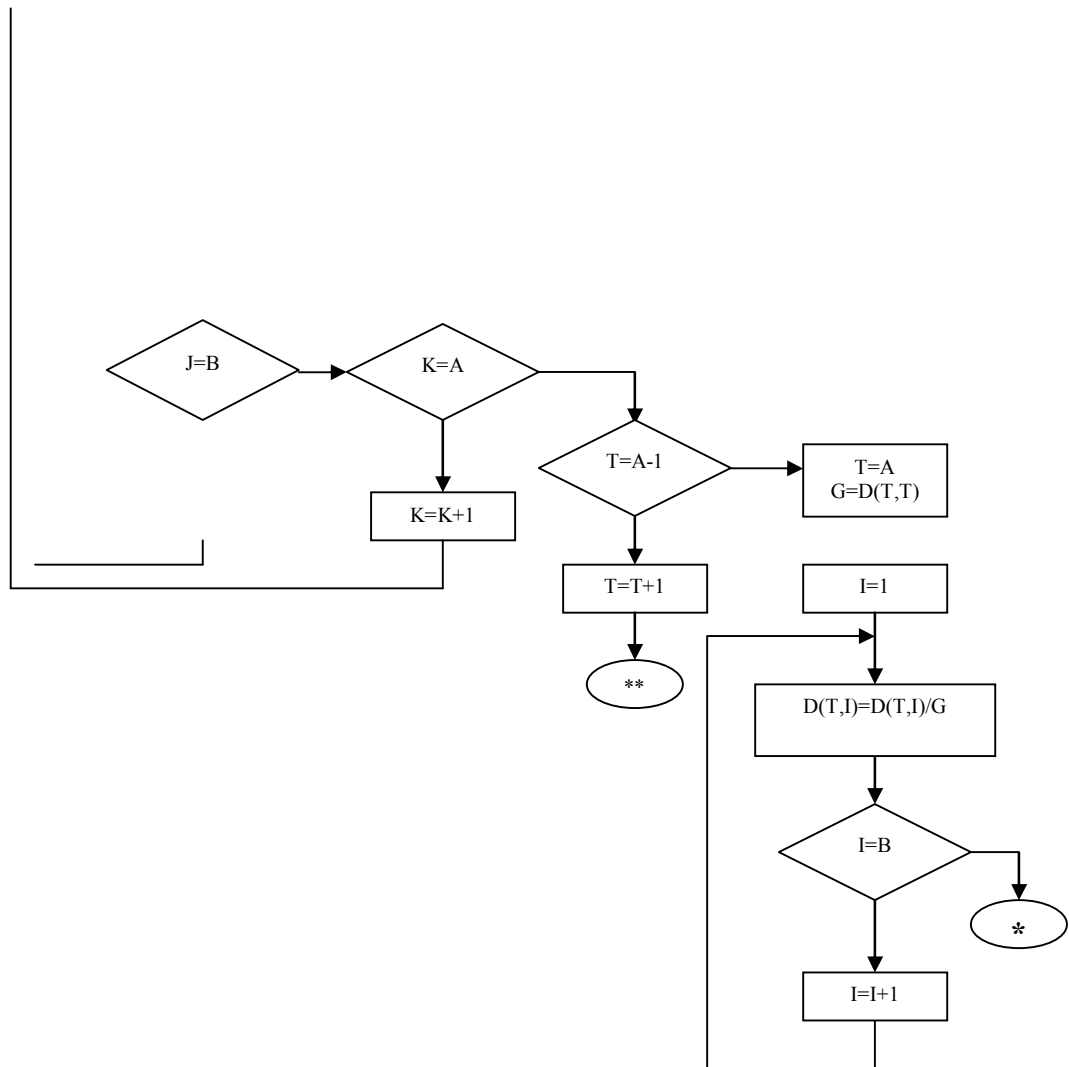 J=B
K=A
T=A-1
T=A
G=D(T,T)
K=K+1
T=T+1
I=1
**
D(T,I)=D(T,I)/G
I=B
*
I=I+1